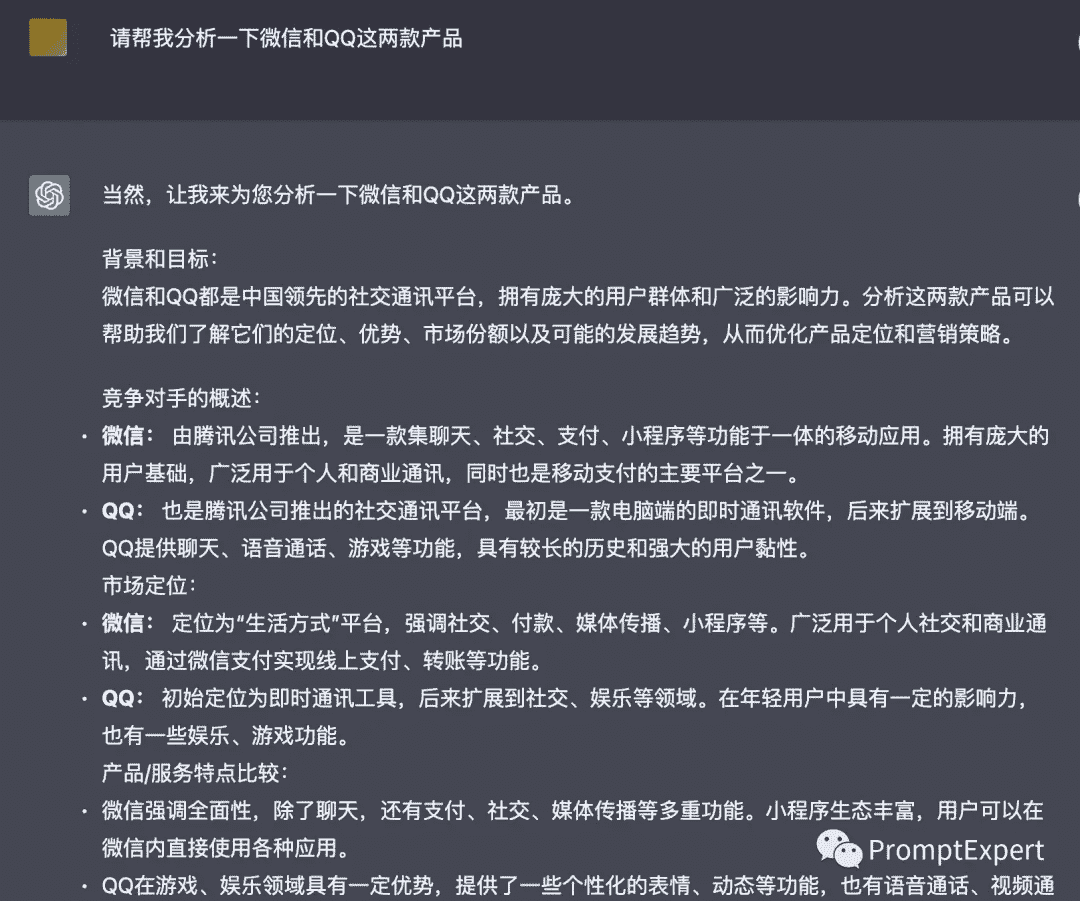 请帮我分析一下微信和QQ这两款产品
当然，让我来为您分析一下微信和QQ这两款产品。
背景和目标：
微信和QQ都是中国领先的社交通讯平台，拥有庞大的用户群体和广泛的影响力。分析这两款产品可以
帮助我们了解它们的定位、优势、市场份额以及可能的发展趋势，从而优化产品定位和营销策略。
竞争对手的概述：
• 微信： 由腾讯公司推出，是一款集聊天、社交、支付、小程序等功能于一体的移动应用。拥有庞大的
用户基础，广泛用于个人和商业通讯，同时也是移动支付的主要平台之一。
• QQ： 也是腾讯公司推出的社交通讯平台，最初是一款电脑端的即时通讯软件，后来扩展到移动端。
QQ提供聊天、语音通话、游戏等功能，具有较长的历史和强大的用户黏性。
市场定位：
• 微信： 定位为“生活方式”平台，强调社交、付款、媒体传播、小程序等。广泛用于个人社交和商业通
讯，通过微信支付实现线上支付、转账等功能。
• QQ： 初始定位为即时通讯工具，后来扩展到社交、娱乐等领域。在年轻用户中具有一定的影响力，
也有一些娱乐、游戏功能。
产品/服务特点比较：
• 微信强调全面性，除了聊天，还有支付、社交、媒体传播等多重功能。小程序生态丰富，用户可以在
微信内直接使用各种应用。
PromptExpert
• QQ在游戏、娱乐领域具有一定优势，提供了一些个性化的表情、动态等功能，也有语音通话、视频通